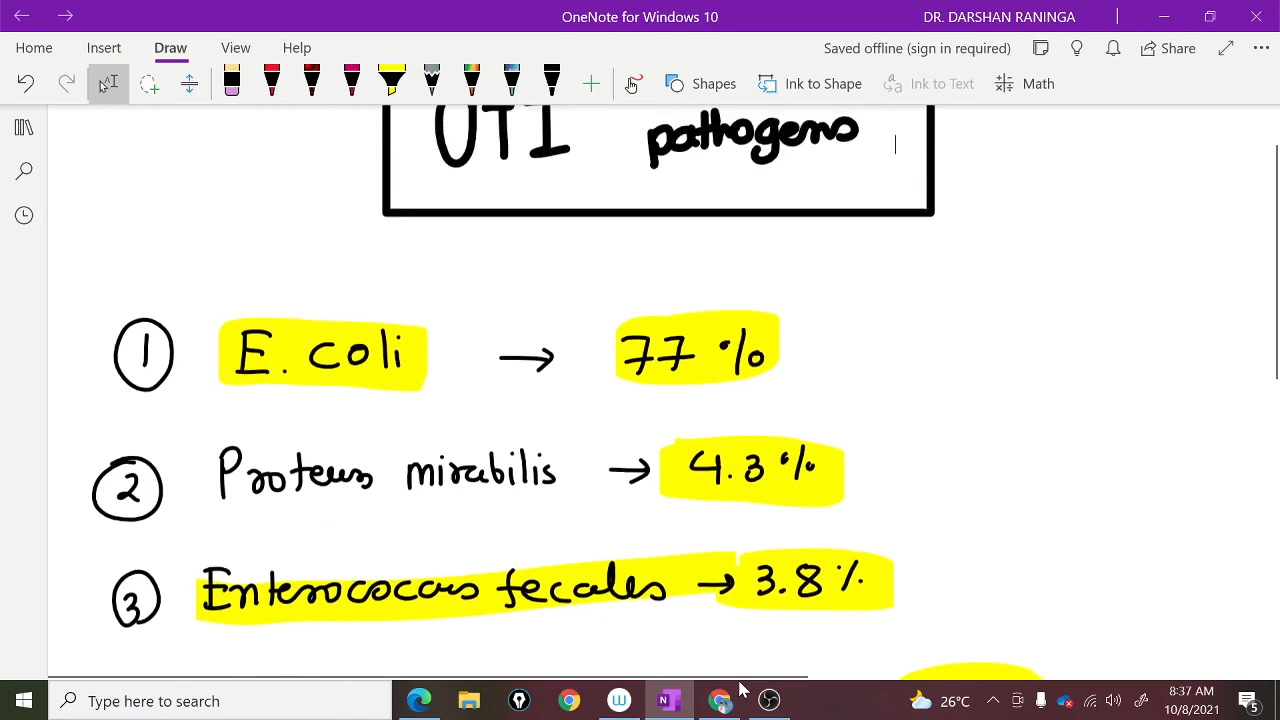 OneNote for Windows 10
DR. DARSHAN RANINGA
Home Insert Draw View Help
Saved offline (sign in required)
Share
Shapes
Ink to Shape
Ink to Text
Math
UTI pathogens
1 E. coli → 77 %
2 Proteus mirabilis → 4.3 %
3 Enterococcus fecales → 3.8 %
Type here to search
26°C
8:37 AM
10/8/2021
5